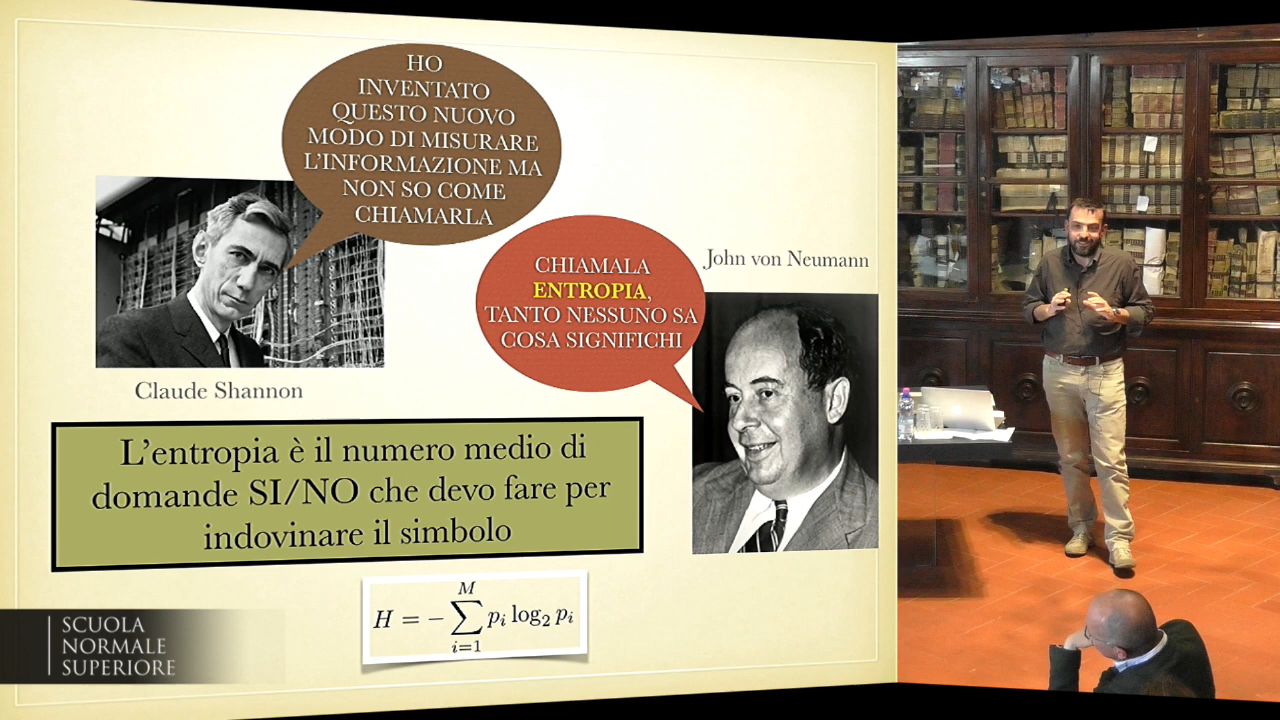 HO
INVENTATO
QUESTO NUOVO
MODO DI MISURARE
L'INFORMAZIONE MA
NON SO COME
CHIAMARLA
Claude Shannon
CHIAMALA
ENTROPIA,
TANTO NESSUNO SA
COSA SIGNIFICHI
John von Neumann
L'entropia è il numero medio di
domande SI/NO che devo fare per
indovinare il simbolo
H = − ∑_{i=1}^{M} p_i log_2 p_i
SCUOLA
NORMALE
SUPERIORE